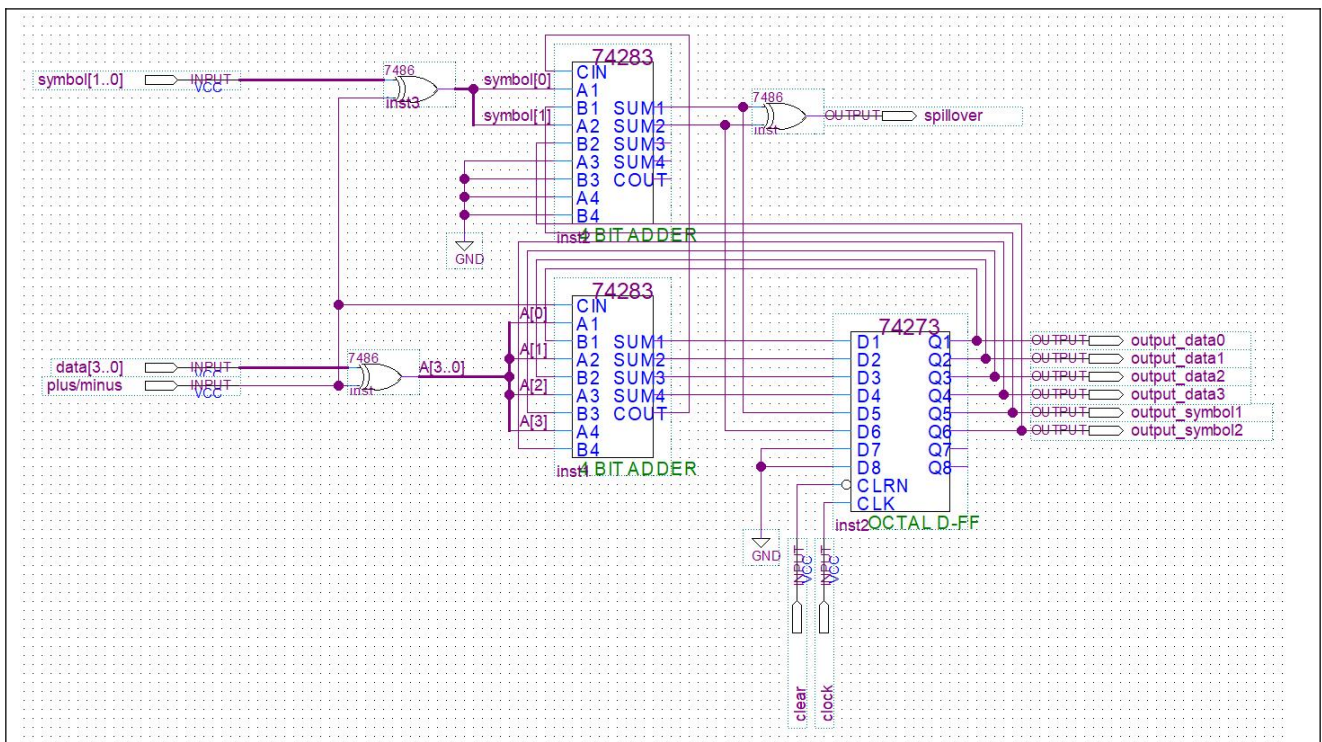 symbol[1..0]
INPUT
VCC
7486
inst3
symbol[0]
symbol[1]
74283
CIN
A1
B1 SUM1
A2 SUM2
B2 SUM3
A3 SUM4
B3 COUT
A4
B4
4 BIT ADDER
GND
7486
inst
OUTPUT
spillover
data[3..0]
INPUT
VCC
plus/minus
INPUT
VCC
7486
inst
A[3..0]
A[0]
A[1]
A[2]
A[3]
74283
CIN
A1
B1 SUM1
A2 SUM2
B2 SUM3
A3 SUM4
B3 COUT
A4
B4
inst1
4 BIT ADDER
74273
D1 Q1
D2 Q2
D3 Q3
D4 Q4
D5 Q5
D6 Q6
D7 Q7
D8 Q8
CLRN
CLK
inst2
OCTAL D-FF
OUTPUT output_data0
OUTPUT output_data1
OUTPUT output_data2
OUTPUT output_data3
OUTPUT output_symbol1
OUTPUT output_symbol2
GND
INPUT
VCC
clear
INPUT
VCC
clock